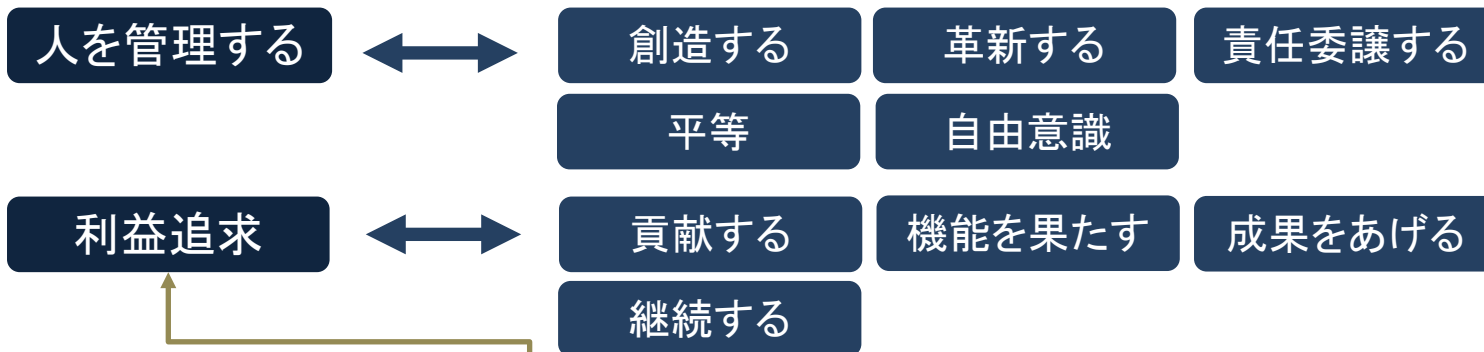 人を管理する 創造する 革新する 責任委譲する
平等 自由意識
利益追求 貢献する 機能を果たす 成果をあげる
継続する